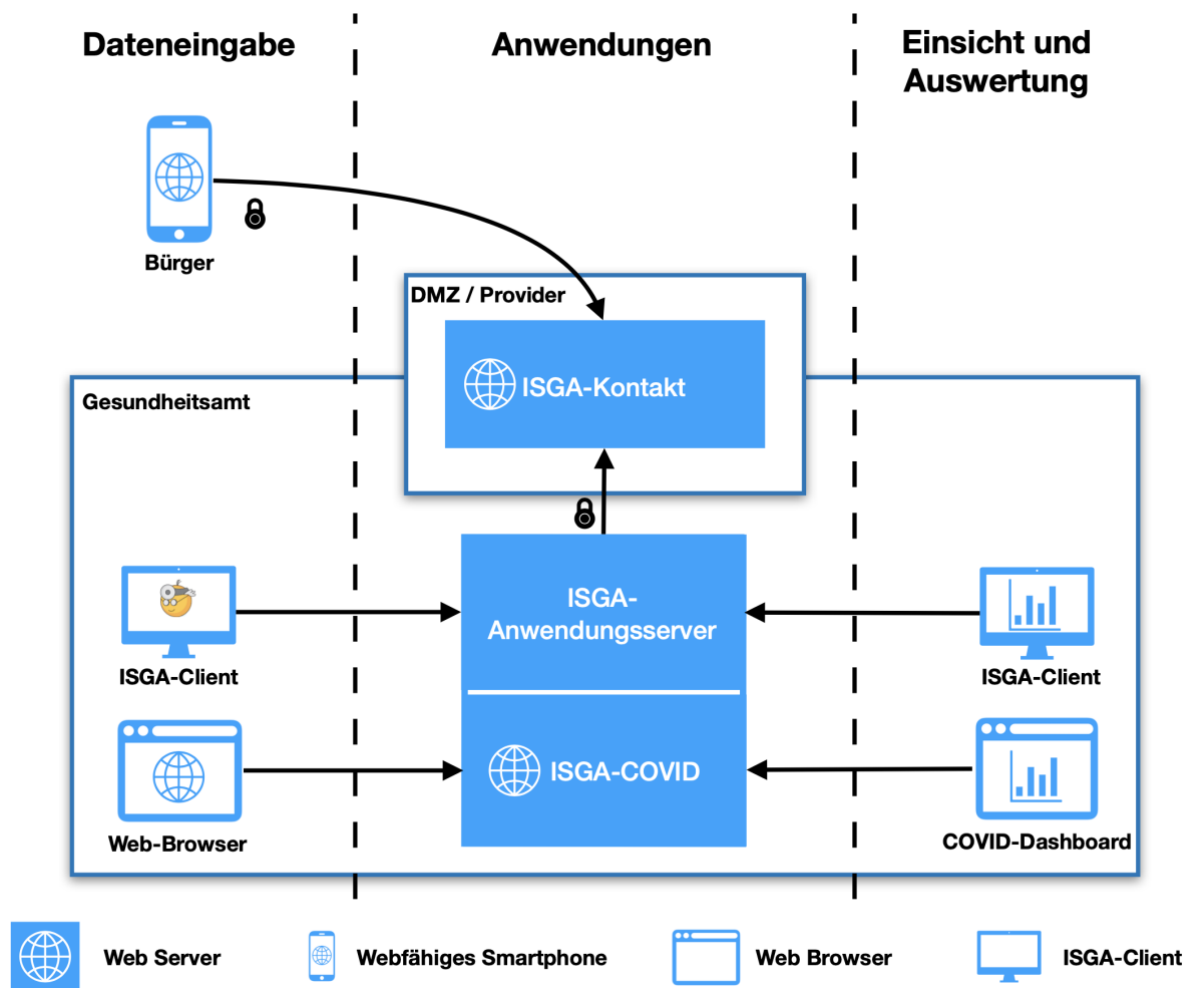 Dateneingabe
Anwendungen
Einsicht und
Auswertung
Bürger
DMZ / Provider
ISGA-Kontakt
Gesundheitsamt
ISGA-
Anwendungsserver
ISGA-Client
ISGA-Client
ISGA-COVID
Web-Browser
COVID-Dashboard
Web Server
Webfähiges Smartphone
Web Browser
ISGA-Client